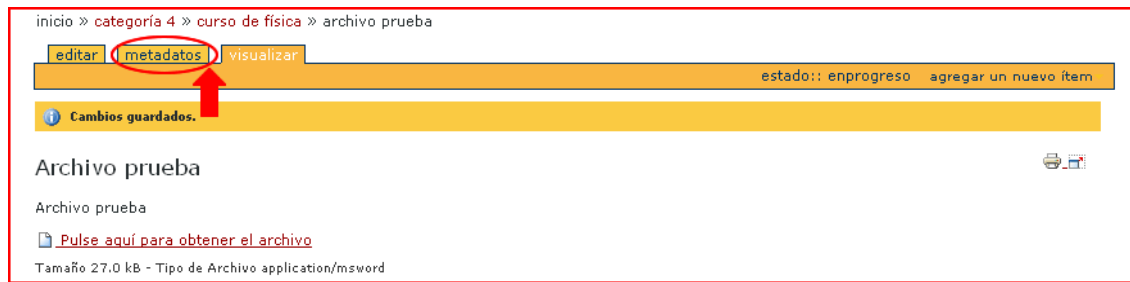 inicio » categoría 4 » curso de física » archivo prueba
editar metadatos visualizar
estado:: enprogreso agregar un nuevo ítem
Cambios guardados.
Archivo prueba
Archivo prueba
Pulse aquí para obtener el archivo
Tamaño 27.0 kB - Tipo de Archivo application/msword